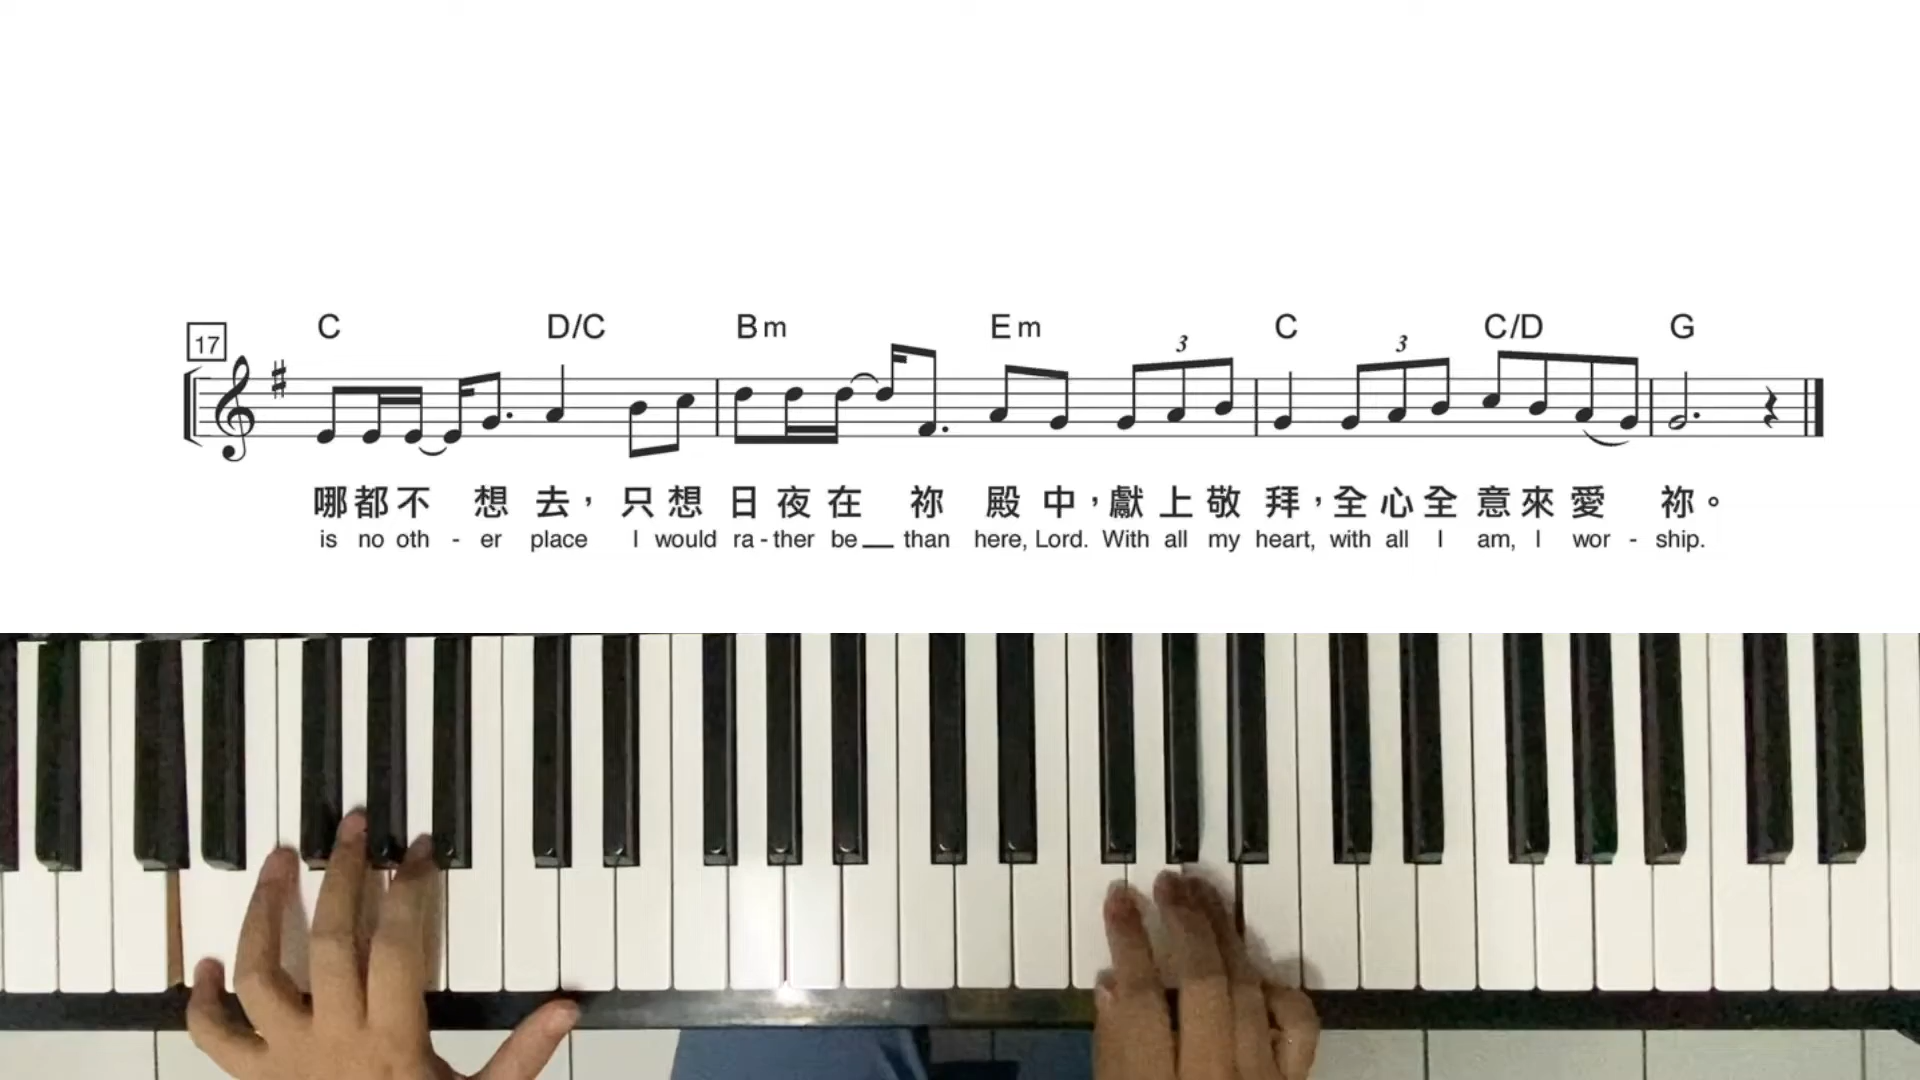 C D/C Bm Em C C/D G
17
3 3
哪都不 想 去，只想 日夜在 祢 殿 中，獻上敬 拜，全心全意來愛 祢。
is no oth - er place I would ra - ther be__ than here, Lord. With all my heart, with all I am, I wor - ship.